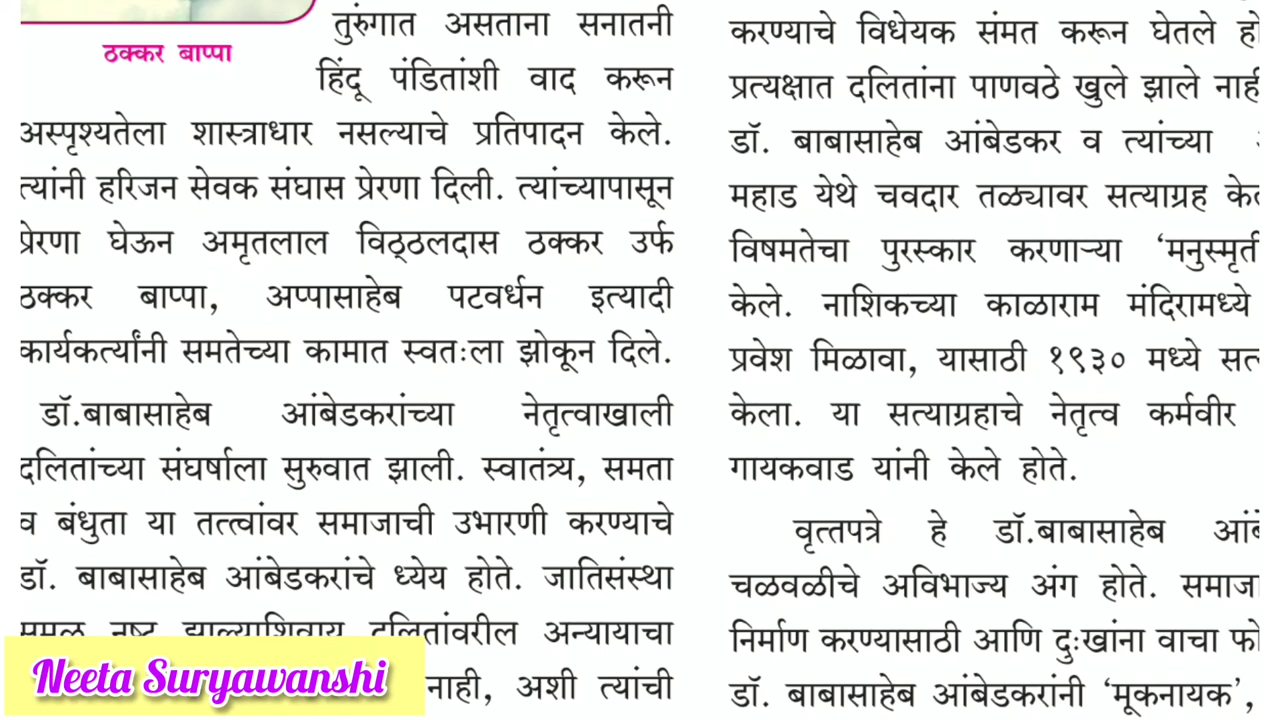 ठक्कर बाप्पा
तुरुंगात असताना सनातनी
हिंदू पंडितांशी वाद करून
अस्पृश्यतेला शास्त्राधार नसल्याचे प्रतिपादन केले.
त्यांनी हरिजन सेवक संघास प्रेरणा दिली. त्यांच्यापासून
प्रेरणा घेऊन अमृतलाल विठ्ठलदास ठक्कर उर्फ
ठक्कर बाप्पा, अप्पासाहेब पटवर्धन इत्यादी
कार्यकर्त्यांनी समतेच्या कामात स्वतःला झोकून दिले.
डॉ.बाबासाहेब आंबेडकरांच्या नेतृत्वाखाली
दलितांच्या संघर्षाला सुरुवात झाली. स्वातंत्र्य, समता
व बंधुता या तत्त्वांवर समाजाची उभारणी करण्याचे
डॉ. बाबासाहेब आंबेडकरांचे ध्येय होते. जातिसंस्था
समूळ नष्ट झाल्याशिवाय दलितांवरील अन्यायाचा
नाही, अशी त्यांची
Neeta Suryawanshi
करण्याचे विधेयक संमत करून घेतले
प्रत्यक्षात दलितांना पाणवठे खुले झाले
डॉ. बाबासाहेब आंबेडकर व त्यांच्या
महाड येथे चवदार तळ्यावर सत्याग्रह
विषमतेचा पुरस्कार करणाऱ्या ‘मनुस्मृती
केले. नाशिकच्या काळाराम मंदिरामध्ये
प्रवेश मिळावा, यासाठी १९३० मध्ये
केला. या सत्याग्रहाचे नेतृत्व कर्मवीर
गायकवाड यांनी केले होते.
वृत्तपत्रे हे डॉ.बाबासाहेब
चळवळीचे अविभाज्य अंग होते.
निर्माण करण्यासाठी आणि दुःखांना वाचा
डॉ. बाबासाहेब आंबेडकरांनी ‘मूकनायक’,